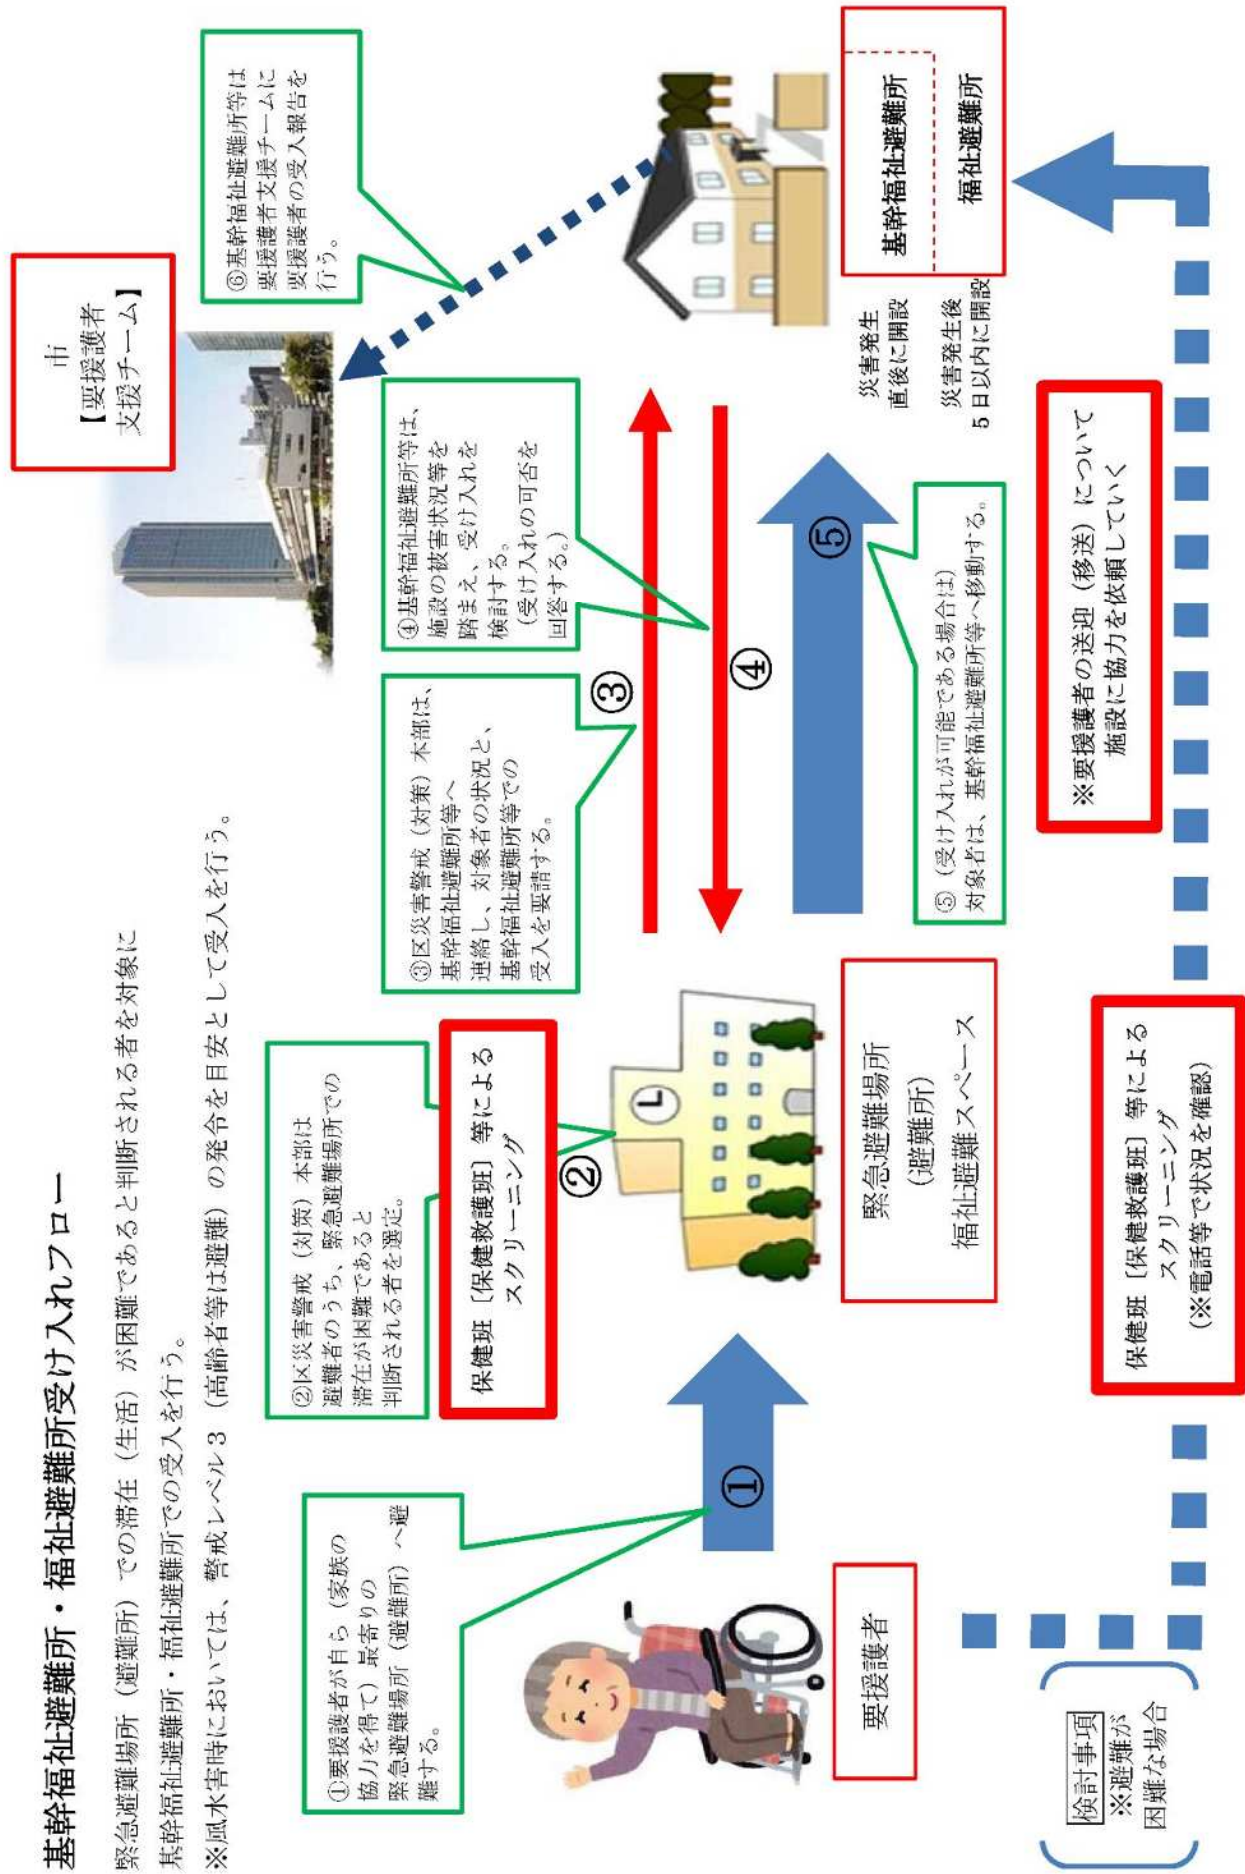 基幹福祉避難所・福祉避難所受け入れフロー
緊急避難場所（避難所）での滞在（生活）が困難であると判断される者を対象に
基幹福祉避難所・福祉避難所での受入を行う。
※風水害時においては、警戒レベル３（高齢者等は避難）の発令を目安として受入を行う。
市
【要援護者
支援チーム】
①要援護者が自ら（家族の
協力を得て）最寄りの
緊急避難場所（避難所）へ避
難する。
②区災害警戒（対策）本部は
避難者のうち、緊急避難場所での
滞在が困難であると
判断される者を選定。
保健班［保健救護班］等による
スクリーニング
③区災害警戒（対策）本部は、
基幹福祉避難所等へ
連絡し、対象者の状況と、
基幹福祉避難所等での
受入を要請する。
④基幹福祉避難所等は、
施設の被害状況等を
踏まえ、受け入れを
検討する。
（受け入れの可否を
回答する。）
⑥基幹福祉避難所等は
要援護者支援チームに
要援護者の受入報告を
行う。
①
②
③
④
⑤
要援護者
緊急避難場所
（避難所）
福祉避難スペース
災害発生
直後に開設
基幹福祉避難所
災害発生後
５日以内に開設
福祉避難所
⑤（受け入れが可能である場合は）
対象者は、基幹福祉避難所等へ移動する。
検討事項
※避難が
困難な場合
保健班［保健救護班］等による
スクリーニング
（※電話等で状況を確認）
※要援護者の送迎（移送）について
施設に協力を依頼していく